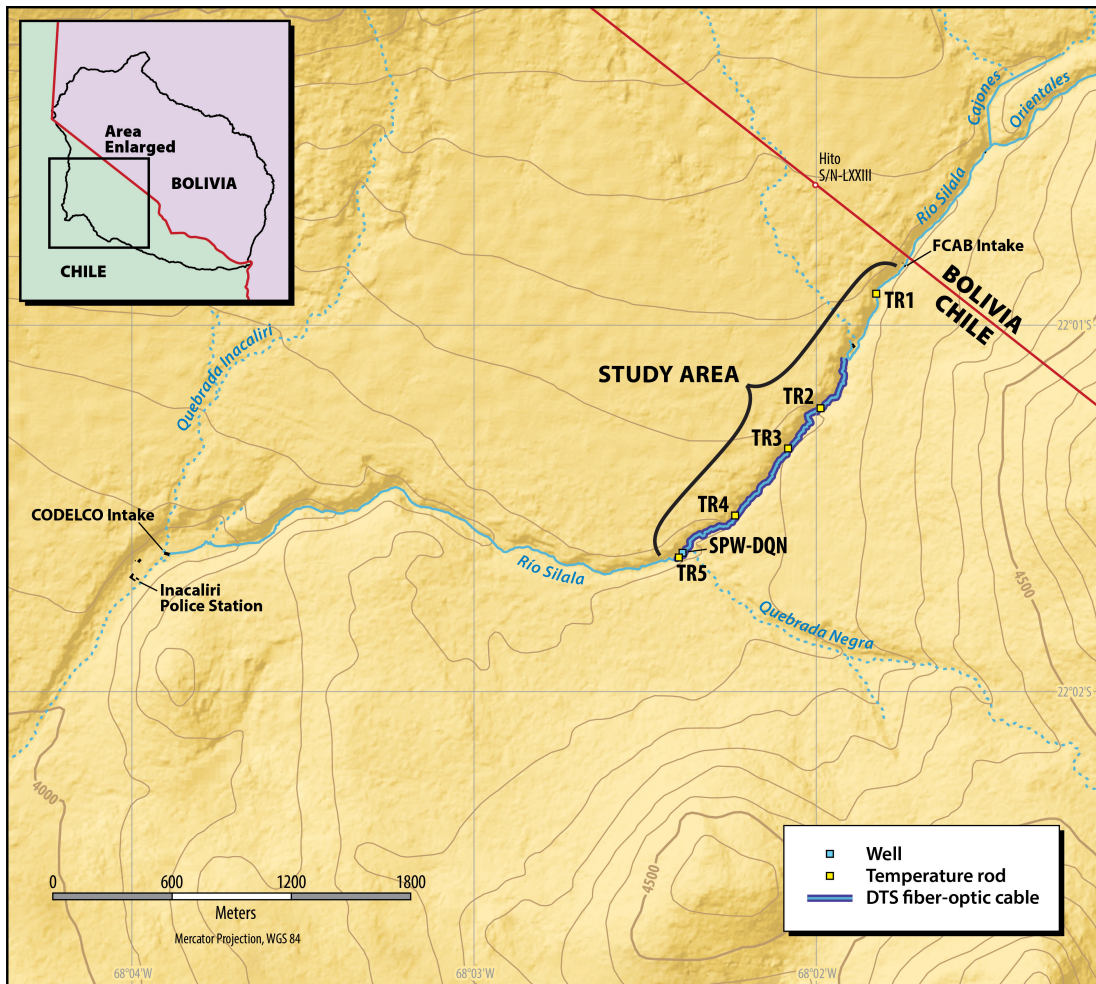 Area
Enlarged
BOLIVIA
CHILE
Cajones
Orientales
Hito
S/N-LXXIII
Río Silala
FCAB Intake
BOLIVIA
CHILE
TR1
22°01'S
Quebrada Inacaliri
STUDY AREA
TR2
TR3
TR4
CODELCO Intake
SPW-DQN
TR5
Río Silala
Inacaliri
Police Station
Quebrada Negra
4500
22°02'S
4000
4500
0 600 1200 1800
Meters
Mercator Projection, WGS 84
Well
Temperature rod
DTS fiber-optic cable
68°04'W
68°03'W
68°02'W